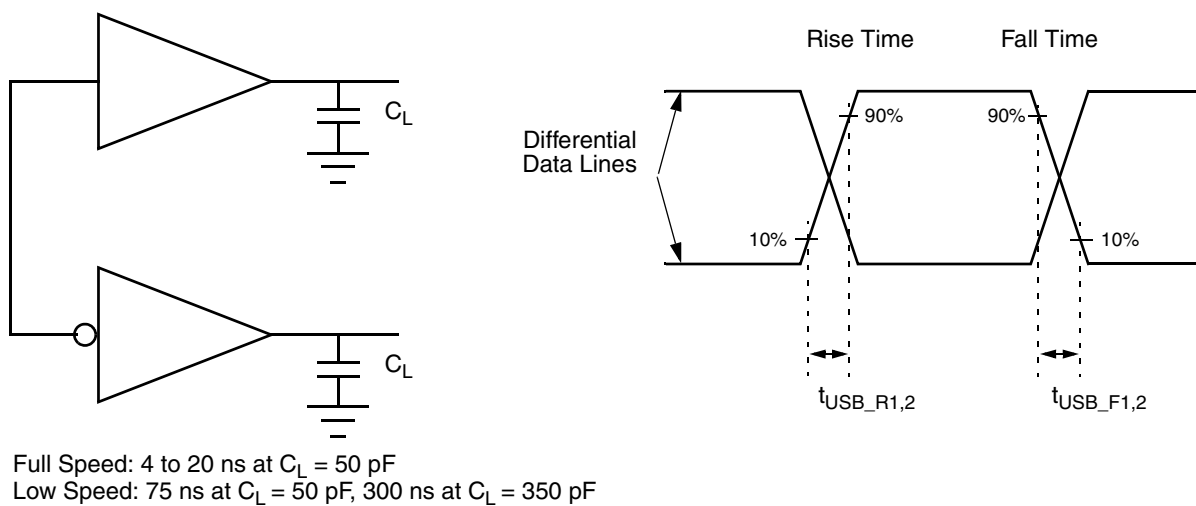 Rise Time
Fall Time
C_L
90%
90%
Differential
Data Lines
10%
10%
C_L
t_USB_R1,2
t_USB_F1,2
Full Speed: 4 to 20 ns at C_L = 50 pF
Low Speed: 75 ns at C_L = 50 pF, 300 ns at C_L = 350 pF